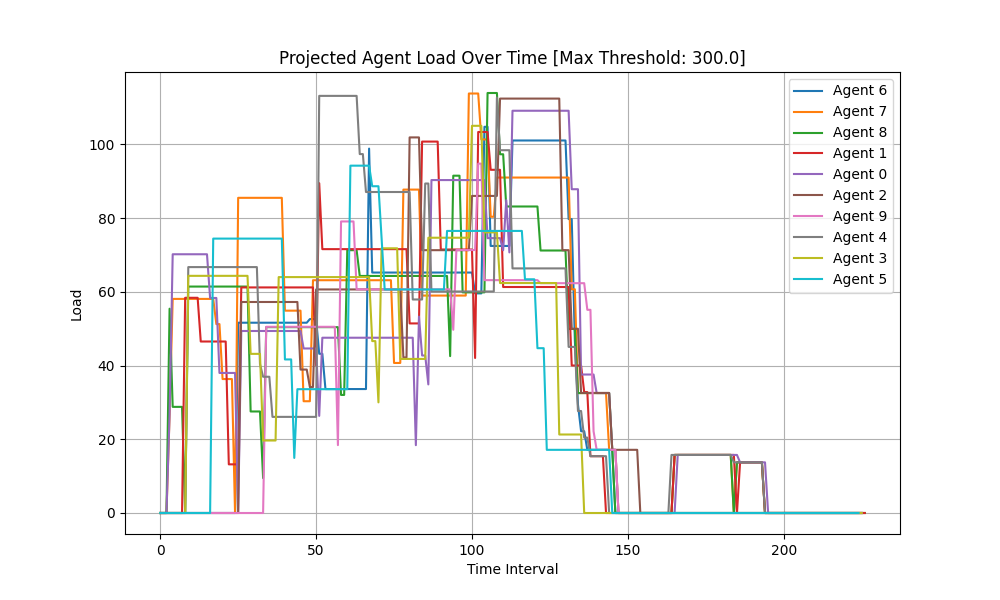 Projected Agent Load Over Time [Max Threshold: 300.0]
Load
100
80
60
40
20
0
0
50
100
150
200
Time Interval
Agent 6
Agent 7
Agent 8
Agent 1
Agent 0
Agent 2
Agent 9
Agent 4
Agent 3
Agent 5